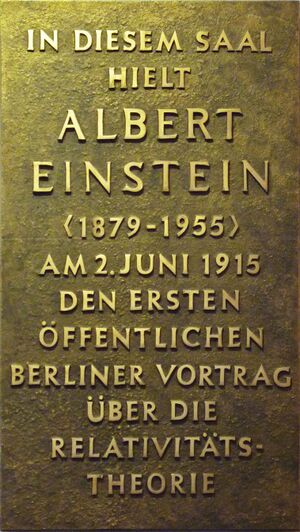 IN DIESEM SAAL
HIELT
ALBERT
EINSTEIN
⟨1879-1955⟩
AM 2. JUNI 1915
DEN ERSTEN
ÖFFENTLICHEN
BERLINER VORTRAG
ÜBER DIE
RELATIVITÄTS-
THEORIE